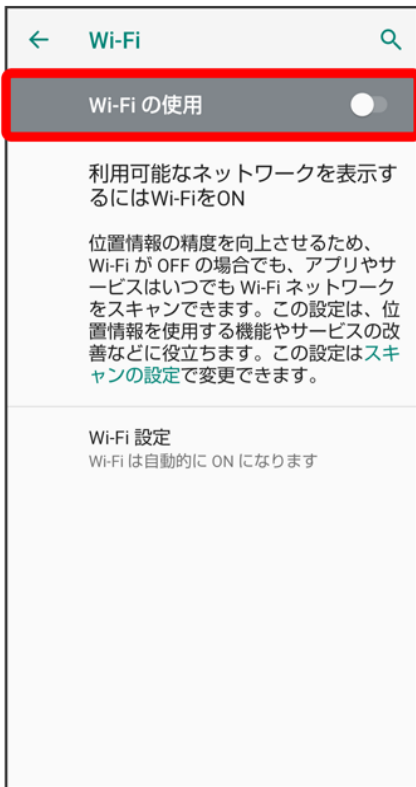 Wi-Fi
Wi-Fi の使用
利用可能なネットワークを表示す
るにはWi-FiをON
位置情報の精度を向上させるため、
Wi-Fi が OFF の場合でも、アプリやサ
ービスはいつでも Wi-Fi ネットワーク
をスキャンできます。この設定は、位
置情報を使用する機能やサービスの改
善などに役立ちます。この設定はスキ
ャンの設定で変更できます。
Wi-Fi 設定
Wi-Fi は自動的に ON になります